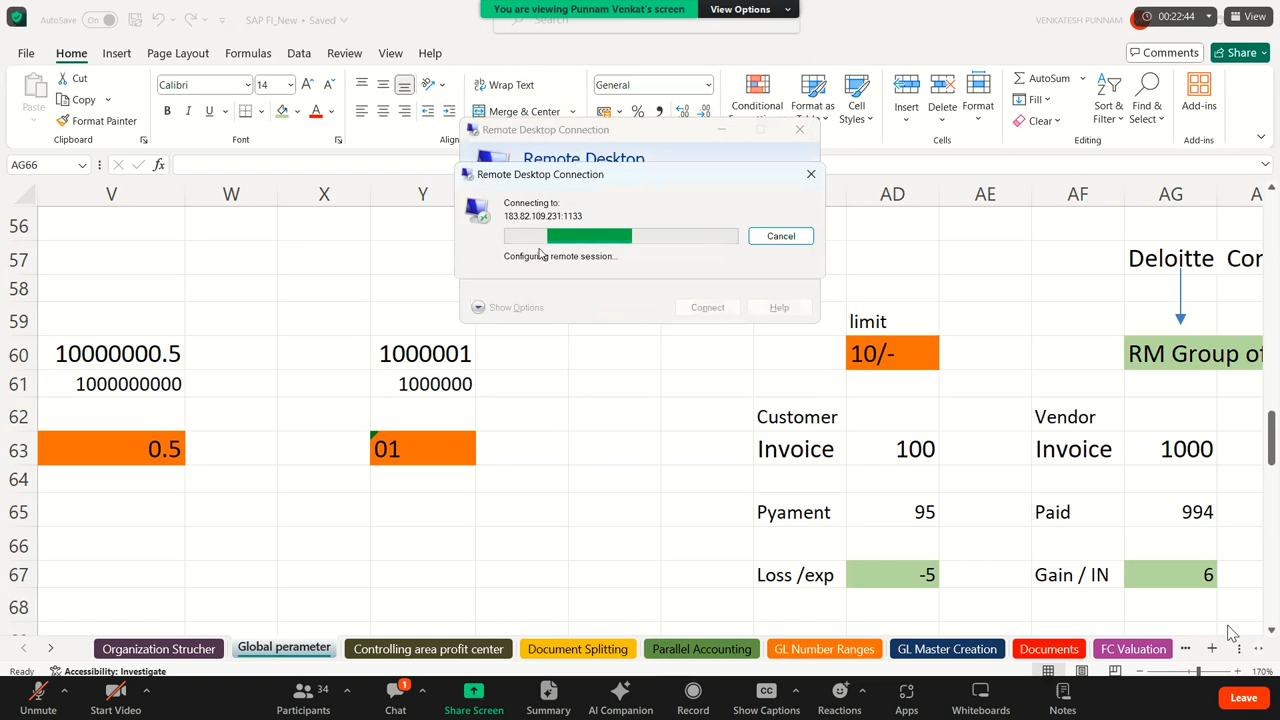 You are viewing Punnam Venkat's screen
View Options
AutoSave
On
SAP FI_New • Saved
VENKATESH PUNNAM
00:22:44
View
File
Home
Insert
Page Layout
Formulas
Data
Review
View
Help
Comments
Share
Paste
Cut
Copy
Format Painter
Clipboard
Calibri
14
B I U
Font
Wrap Text
Merge & Center
General
Conditional
Format as
Cell
Formatting
Table
Styles
Insert
Delete
Format
Cells
AutoSum
Fill
Clear
Sort &
Filter
Find &
Select
Editing
Add-ins
Add-ins
AG66
fx
Remote Desktop Connection
Remote Desktop
Remote Desktop Connection
Connecting to:
183.82.109.231:1133
Cancel
Configuring remote session...
Show Options
Connect
Help
V W X Y AD AE AF AG
56
57 Deloitte Cor
58
59 limit
60 10000000.5 1000001 10/- RM Group of
61 1000000000 1000000
62 Customer Vendor
63 0.5 01 Invoice 100 Invoice 1000
64
65 Pyament 95 Paid 994
66
67 Loss /exp -5 Gain / IN 6
68
Organization Strucher
Global perameter
Controlling area profit center
Document Splitting
Parallel Accounting
GL Number Ranges
GL Master Creation
Documents
FC Valuation
Ready
Accessibility: Investigate
170%
Unmute
Start Video
Participants
34
Chat
1
Share Screen
Summary
AI Companion
Record
Show Captions
Reactions
Apps
Whiteboards
Notes
Leave